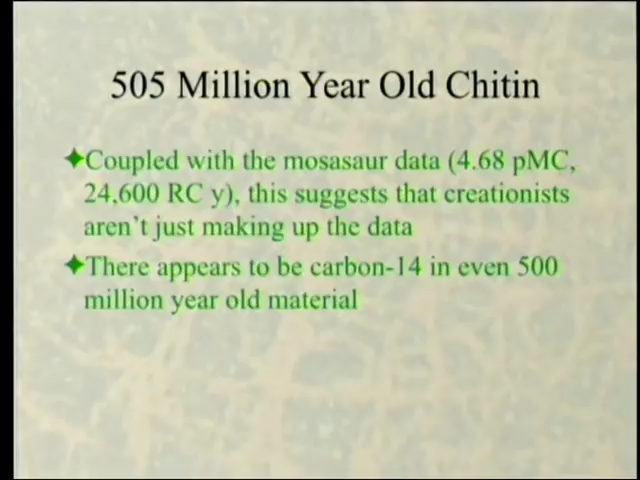 505 Million Year Old Chitin
✦Coupled with the mosasaur data (4.68 pMC,
24,600 RC y), this suggests that creationists
aren't just making up the data
✦There appears to be carbon-14 in even 500
million year old material